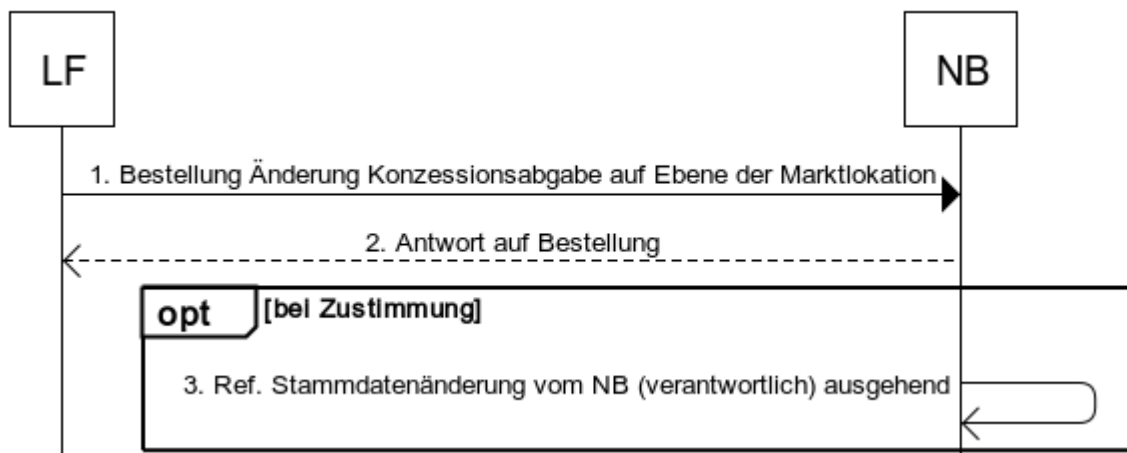 LF
NB
1. Bestellung Änderung Konzessionsabgabe auf Ebene der Marktlokation
2. Antwort auf Bestellung
opt
[bei Zustimmung]
3. Ref. Stammdatenänderung vom NB (verantwortlich) ausgehend